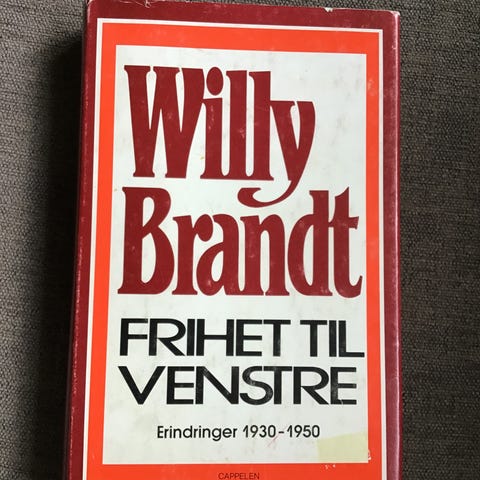 Willy
Brandt
FRIHET TIL
VENSTRE
Erindringer 1930-1950
CAPPELEN